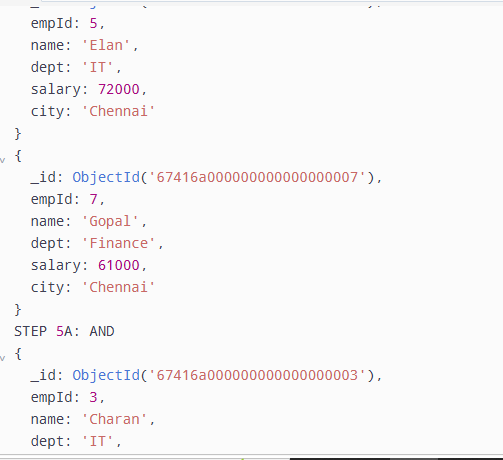 empId: 5,
name: 'Elan',
dept: 'IT',
salary: 72000,
city: 'Chennai'
}
{
_id: ObjectId('67416a000000000000000007'),
empId: 7,
name: 'Gopal',
dept: 'Finance',
salary: 61000,
city: 'Chennai'
}
STEP 5A: AND
{
_id: ObjectId('67416a000000000000000003'),
empId: 3,
name: 'Charan',
dept: 'IT',